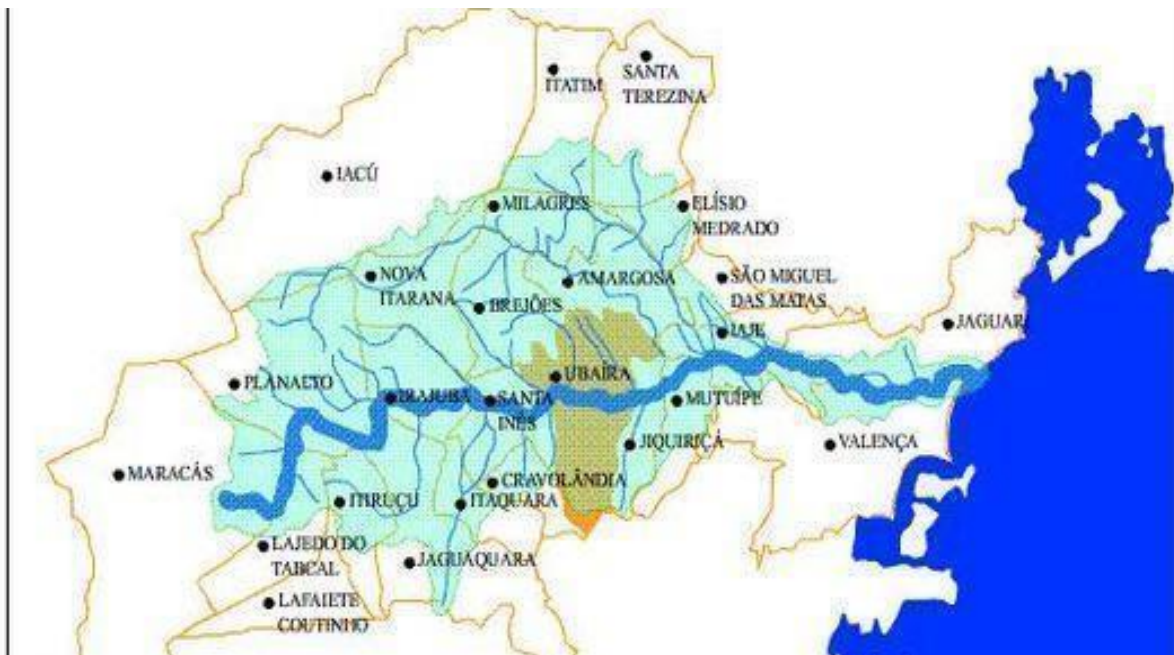 ITATIM
SANTA
TEREZINA
IACÚ
MILAGRES
ELÍSIO
MEDRADO
NOVA
ITARANA
AMARGOSA
SÃO MIGUEL
DAS MATAS
BREJÕES
JAGUAR
IAJE
UBAÍRA
PLANALTO
IRAJUBA
SANTA
INÊS
MUTUÍPE
JIQUIRIÇÁ
VALENÇA
MARACÁS
CRAVOLÂNDIA
ITIRUÇU
ITAQUARA
LAJEDO DO
TABCAL
JAGUAQUARA
LAFAIETE
COUTINHO